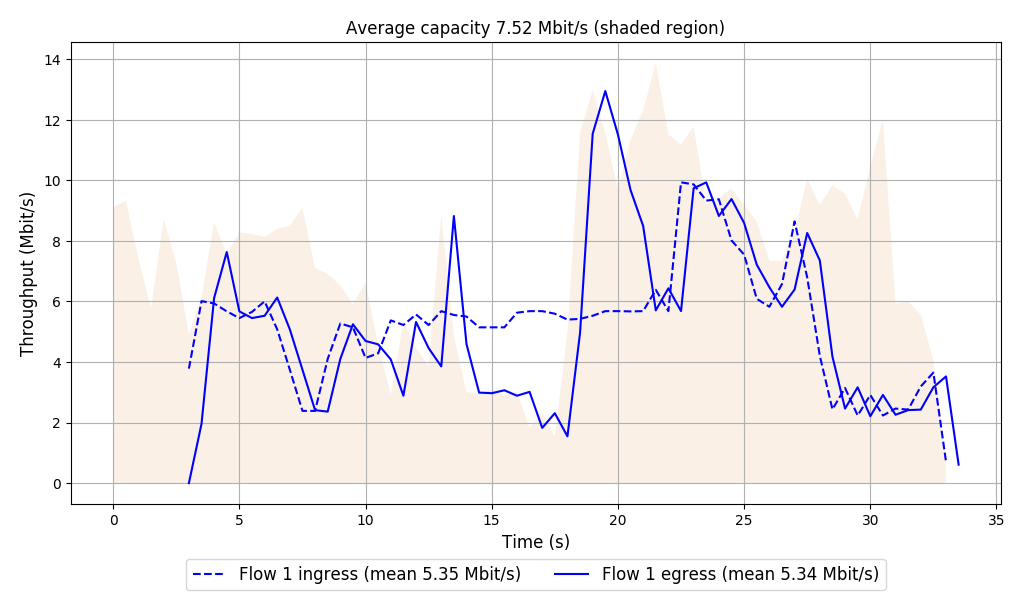 Average capacity 7.52 Mbit/s (shaded region)
14
12
10
8
6
4
2
0
Throughput (Mbit/s)
0 5 10 15 20 25 30 35
Time (s)
Flow 1 ingress (mean 5.35 Mbit/s) Flow 1 egress (mean 5.34 Mbit/s)